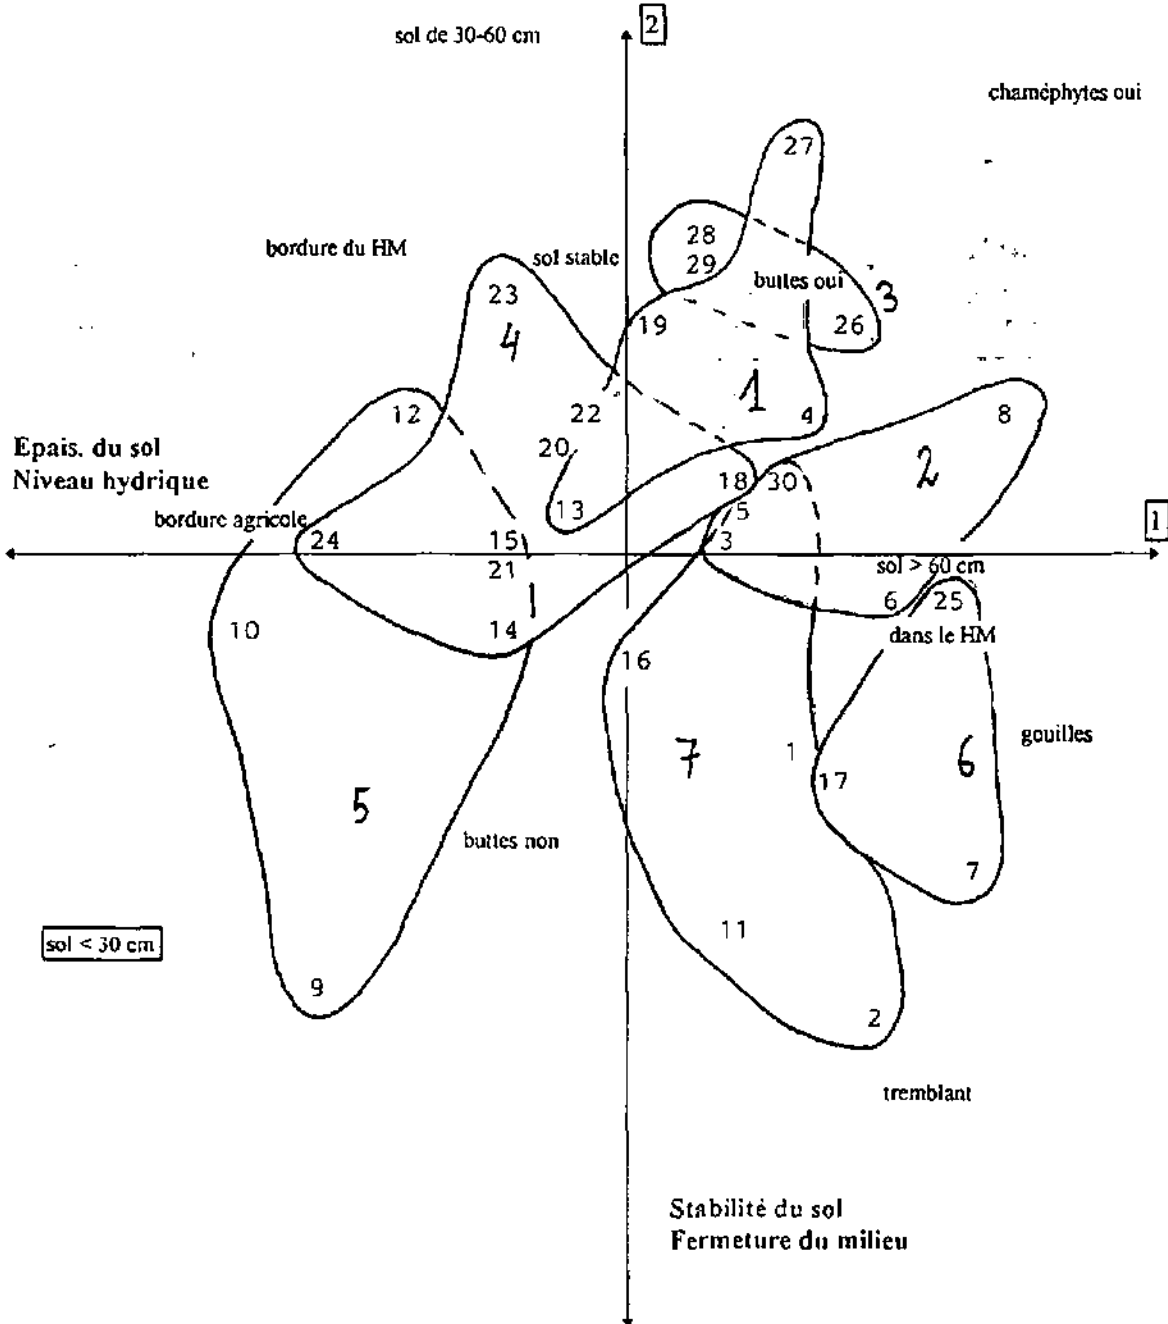 2
sol de 30-60 cm
chaméphytes oui
27
28
bordure du HM
sol stable
29
buttes oui
3
23
19
26
4
1
12
22
4
8
Epais. du sol
20
2
Niveau hydrique
18
30
13
5
bordure agricole
1
24
15
3
21
sol > 60 cm
6
25
10
14
dans le HM
16
gouilles
7
1
6
17
5
buttes non
7
11
sol < 30 cm
9
2
tremblant
Stabilité du sol
Fermeture du milieu